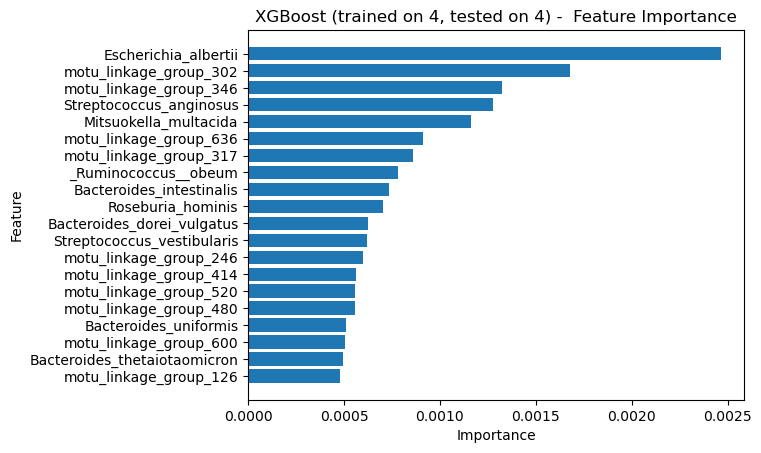 XGBoost (trained on 4, tested on 4) -  Feature Importance
Escherichia_albertii
motu_linkage_group_302
motu_linkage_group_346
Streptococcus_anginosus
Mitsuokella_multacida
motu_linkage_group_636
motu_linkage_group_317
_Ruminococcus__obeum
Bacteroides_intestinalis
Roseburia_hominis
Bacteroides_dorei_vulgatus
Streptococcus_vestibularis
motu_linkage_group_246
motu_linkage_group_414
motu_linkage_group_520
motu_linkage_group_480
Bacteroides_uniformis
motu_linkage_group_600
Bacteroides_thetaiotaomicron
motu_linkage_group_126
Feature
0.0000 0.0005 0.0010 0.0015 0.0020 0.0025
Importance